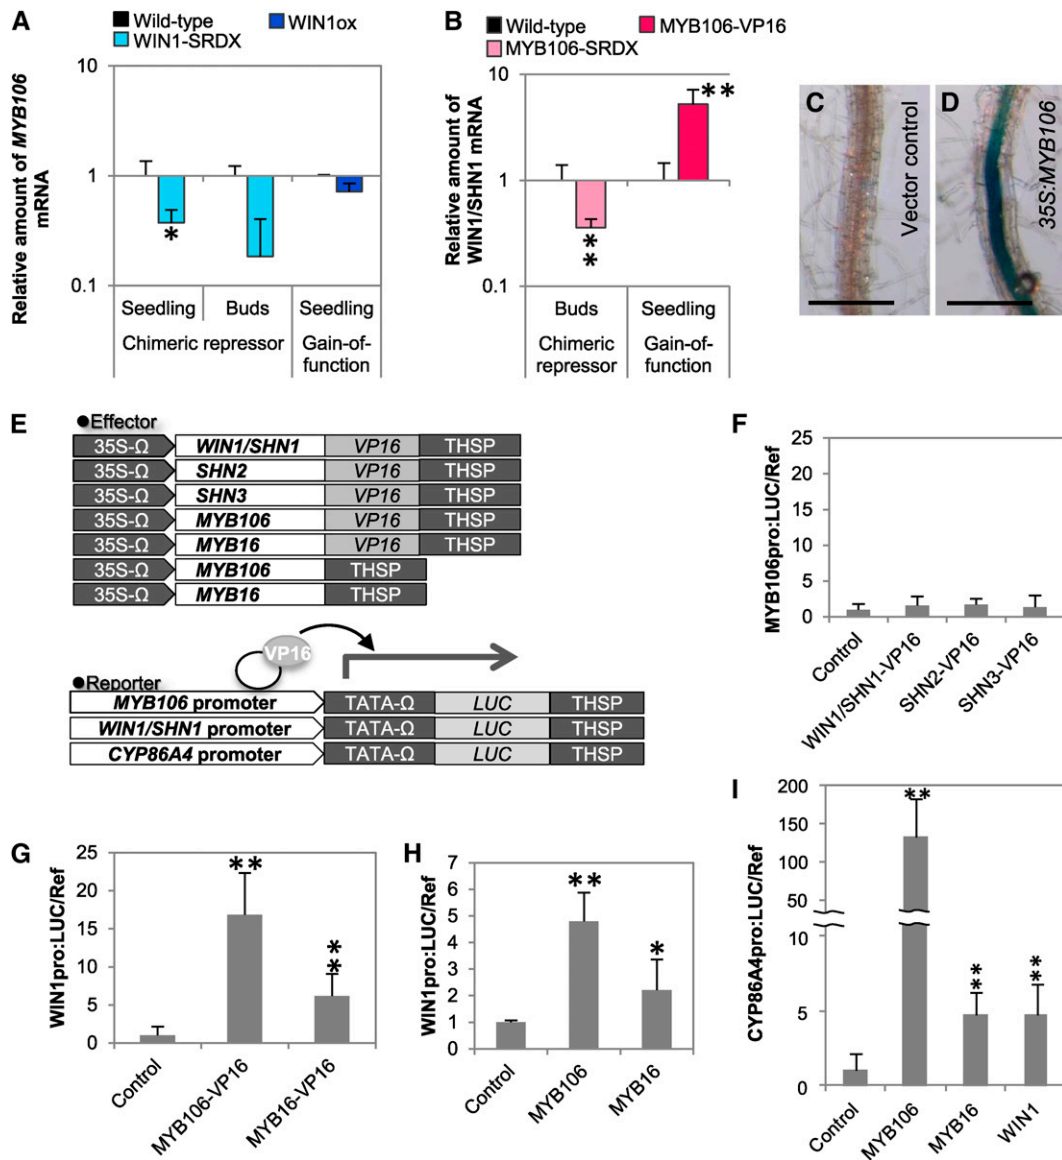 A
Wild-type
WIN1ox
WIN1-SRDX
Relative amount of MYB106
mRNA
10
1
0.1
*
Seedling
Buds
Seedling
Chimeric repressor
Gain-of-
function
B
Wild-type
MYB106-VP16
MYB106-SRDX
Relative amount of
WIN1/SHN1 mRNA
10
1
0.1
**
**
Buds
Seedling
Chimeric
repressor
Gain-of-
function
C
Vector control
D
35S:MYB106
E
●Effector
35S-Ω WIN1/SHN1 VP16 THSP
35S-Ω SHN2 VP16 THSP
35S-Ω SHN3 VP16 THSP
35S-Ω MYB106 VP16 THSP
35S-Ω MYB16 VP16 THSP
35S-Ω MYB106 THSP
35S-Ω MYB16 THSP
VP16
●Reporter
MYB106 promoter TATA-Ω LUC THSP
WIN1/SHN1 promoter TATA-Ω LUC THSP
CYP86A4 promoter TATA-Ω LUC THSP
F
MYB106pro:LUC/Ref
25
20
15
10
5
0
Control
WIN1/SHN1-VP16
SHN2-VP16
SHN3-VP16
G
WIN1pro:LUC/Ref
25
20
15
10
5
0
**
**
Control
MYB106-VP16
MYB16-VP16
H
WIN1pro:LUC/Ref
7
6
5
4
3
2
1
0
**
*
Control
MYB106
MYB16
I
CYP86A4pro:LUC/Ref
200
150
100
50
10
5
0
**
**
**
Control
MYB106
MYB16
WIN1